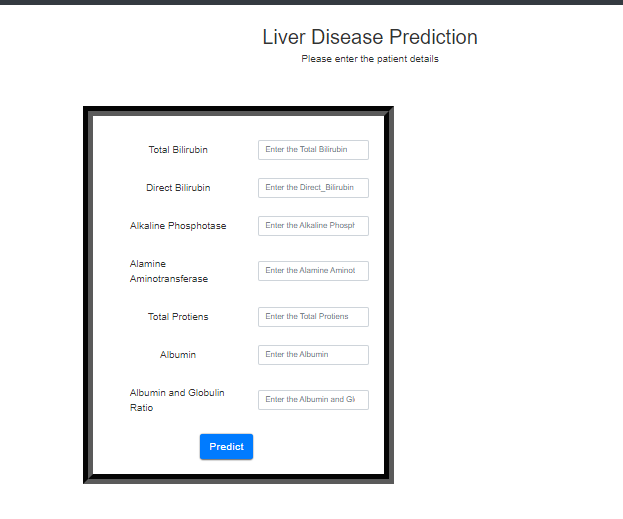 Liver Disease Prediction
Please enter the patient details
Total Bilirubin Enter the Total Bilirubin
Direct Bilirubin Enter the Direct_Bilirubin
Alkaline Phosphotase Enter the Alkaline Phosph
Alamine
Aminotransferase Enter the Alamine Aminot
Total Protiens Enter the Total Protiens
Albumin Enter the Albumin
Albumin and Globulin
Ratio Enter the Albumin and Gl
Predict